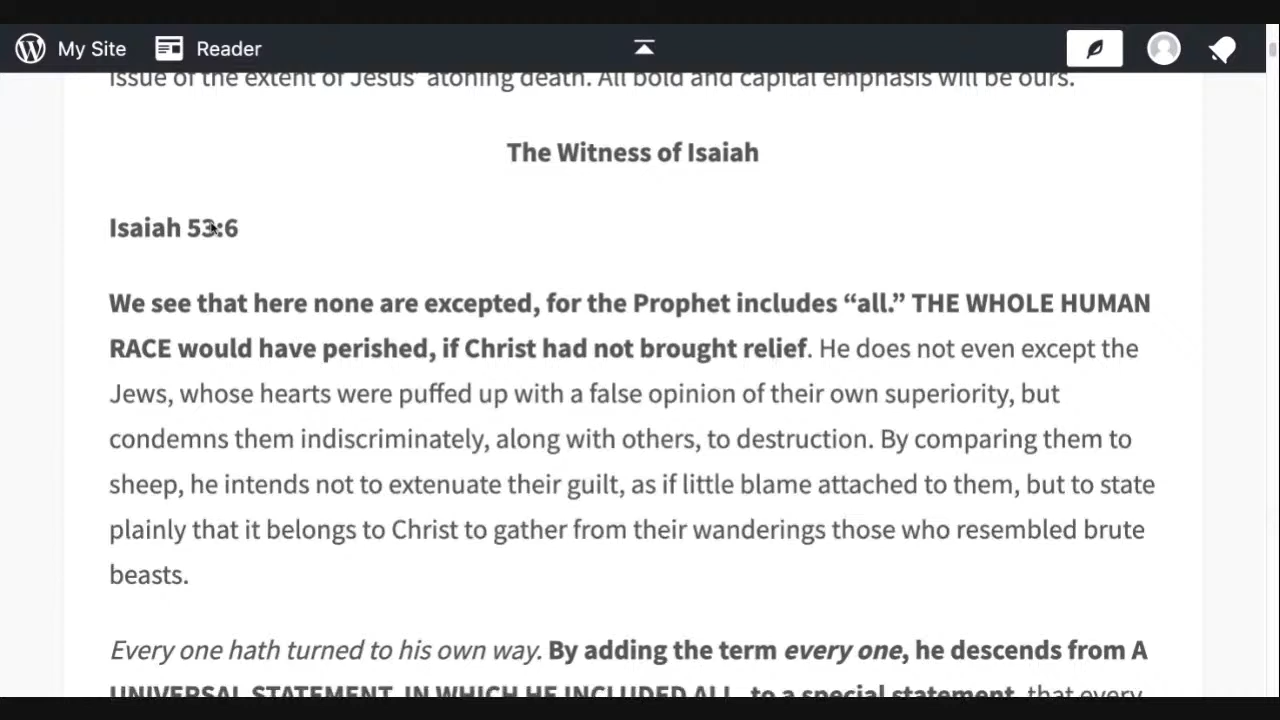 My Site Reader
issue of the extent of Jesus' atoning death. All bold and capital emphasis will be ours.
The Witness of Isaiah
Isaiah 53:6
We see that here none are excepted, for the Prophet includes “all.” THE WHOLE HUMAN
RACE would have perished, if Christ had not brought relief. He does not even except the
Jews, whose hearts were puffed up with a false opinion of their own superiority, but
condemns them indiscriminately, along with others, to destruction. By comparing them to
sheep, he intends not to extenuate their guilt, as if little blame attached to them, but to state
plainly that it belongs to Christ to gather from their wanderings those who resembled brute
beasts.
Every one hath turned to his own way. By adding the term every one, he descends from A
UNIVERSAL STATEMENT, IN WHICH HE INCLUDED ALL, to a special statement, that every